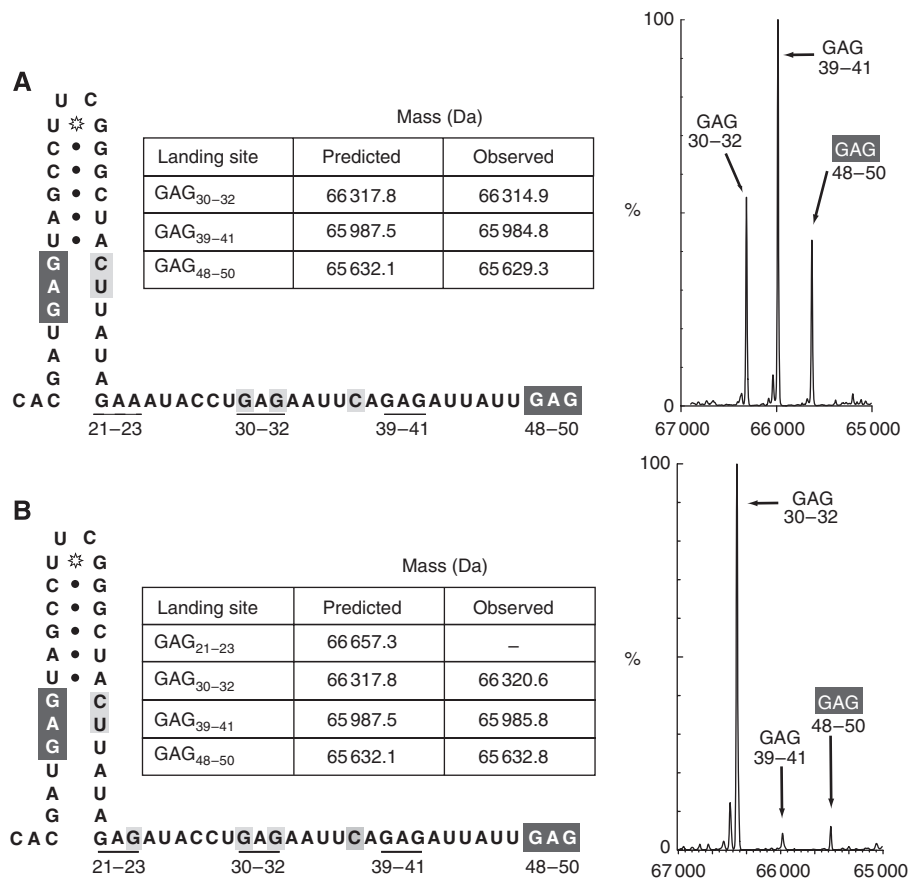 A
U C
U G
C G
C G
G C
A U
U A
G C
A U
G U
U A
A U
G A
CAC GAAAUACCUGAGAAUUCAGAGAUUAUUGAG
21–23 30–32 39–41 48–50
Mass (Da)
Landing site Predicted Observed
GAG30–32 66 317.8 66 314.9
GAG39–41 65 987.5 65 984.8
GAG48–50 65 632.1 65 629.3
100
%
0
67 000 66 000 65 000
GAG
30–32
GAG
39–41
GAG
48–50
B
U C
U G
C G
C G
G C
A U
U A
G C
A U
G U
U A
A U
G A
CAC GAGAUACCUGAGAAUUCAGAGAUUAUUGAG
21–23 30–32 39–41 48–50
Mass (Da)
Landing site Predicted Observed
GAG21–23 66 657.3 –
GAG30–32 66 317.8 66 320.6
GAG39–41 65 987.5 65 985.8
GAG48–50 65 632.1 65 632.8
100
%
0
67 000 66 000 65 000
GAG
30–32
GAG
39–41
GAG
48–50